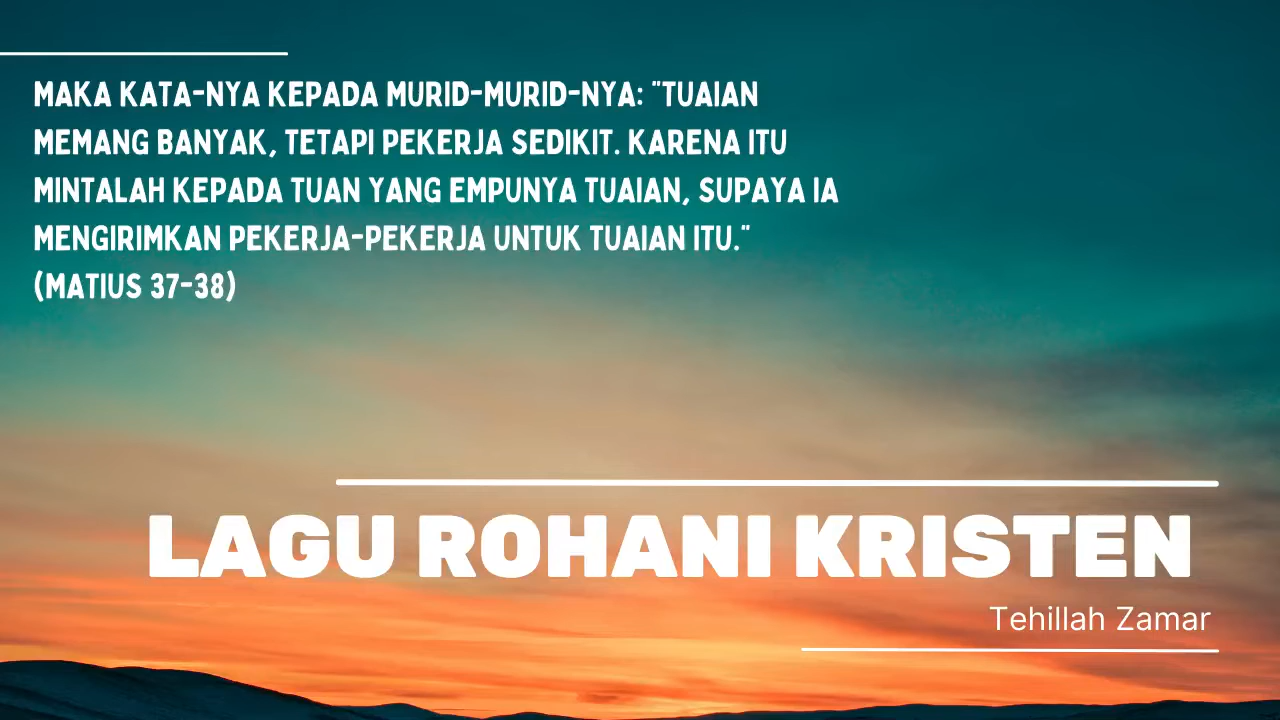 MAKA KATA-NYA KEPADA MURID-MURID-NYA: "TUAIAN
MEMANG BANYAK, TETAPI PEKERJA SEDIKIT. KARENA ITU
MINTALAH KEPADA TUAN YANG EMPUNYA TUAIAN, SUPAYA IA
MENGIRIMKAN PEKERJA-PEKERJA UNTUK TUAIAN ITU."
(MATIUS 37-38)
LAGU ROHANI KRISTEN
Tehillah Zamar